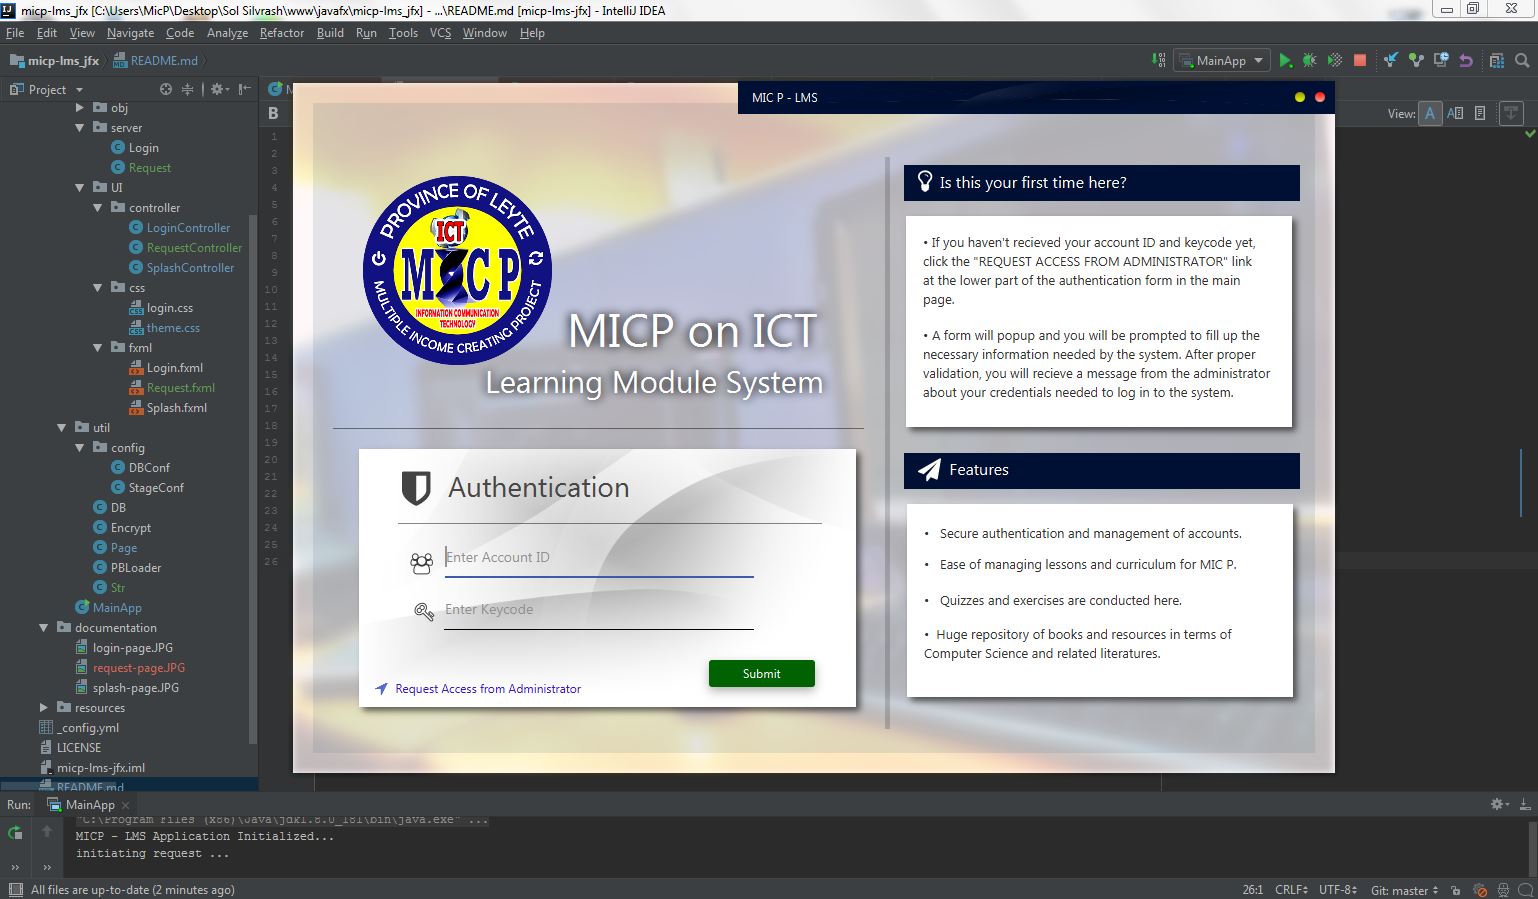 micp-lms_jfx [C:\Users\MicP\Desktop\Sol Silvrash\www\javafx\micp-lms_jfx] - ...\README.md [micp-lms-jfx] - IntelliJ IDEA
File Edit View Navigate Code Analyze Refactor Build Run Tools VCS Window Help
micp-lms_jfx README.md
MainApp
Project
obj
server
Login
Request
UI
controller
LoginController
RequestController
SplashController
css
login.css
theme.css
fxml
Login.fxml
Request.fxml
Splash.fxml
util
config
DBConf
StageConf
DB
Encrypt
Page
PBLoader
Str
MainApp
documentation
login-page.JPG
request-page.JPG
splash-page.JPG
resources
_config.yml
LICENSE
micp-lms-jfx.iml
README.md
B
View:
1
2
3
4
5
6
7
8
9
10
11
12
13
14
15
16
17
18
19
20
21
22
23
24
25
26
MIC P - LMS
PROVINCE OF LEYTE
ICT
MICP
INFORMATION COMMUNICATION
TECHNOLOGY
MULTIPLE INCOME CREATING PROJECT
MICP on ICT
Learning Module System
Authentication
Enter Account ID
Enter Keycode
Submit
Request Access from Administrator
Is this your first time here?
• If you haven't recieved your account ID and keycode yet,
click the "REQUEST ACCESS FROM ADMINISTRATOR" link
at the lower part of the authentication form in the main
page.
• A form will popup and you will be prompted to fill up the
necessary information needed by the system. After proper
validation, you will recieve a message from the administrator
about your credentials needed to log in to the system.
Features
• Secure authentication and management of accounts.
• Ease of managing lessons and curriculum for MIC P.
• Quizzes and exercises are conducted here.
• Huge repository of books and resources in terms of
Computer Science and related literatures.
Run: MainApp
"C:\Program Files (x86)\Java\jdk1.8.0_181\bin\java.exe" ...
MICP - LMS Application Initialized...
initiating request ...
All files are up-to-date (2 minutes ago)
26:1 CRLF UTF-8 Git: master